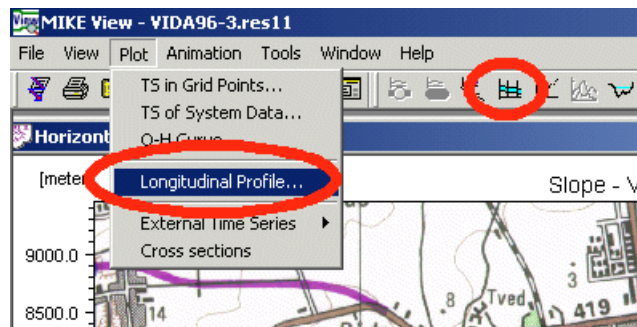 MIKE View - VIDA96-3.res11
File View Plot Animation Tools Window Help
TS in Grid Points...
TS of System Data...
Q-H Curve
Horizont
[meter
Longitudinal Profile...
Slope - V
External Time Series
Cross sections
9000.0
8500.0
14
8
Tved
3
419